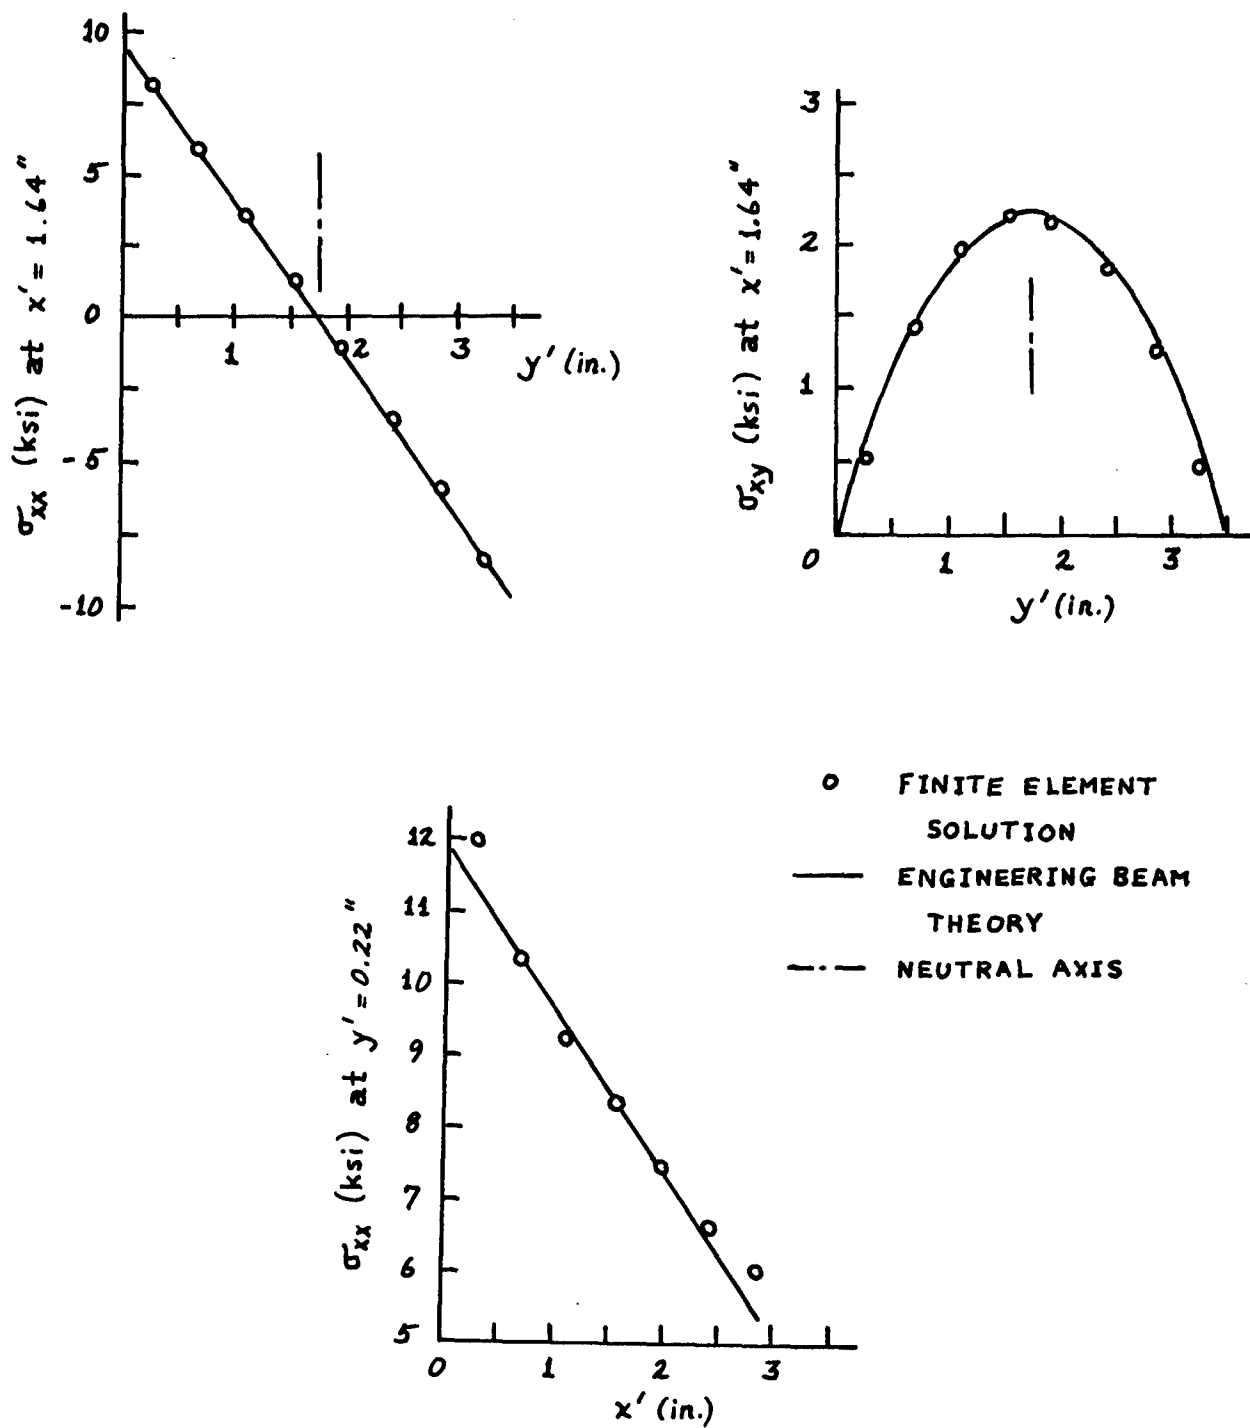 10
5
0
-5
-10
1
2
3
y' (in.)
σxx (ksi) at x' = 1.64"
3
2
1
0
1
2
3
y' (in.)
σxy (ksi) at x' = 1.64"
12
11
10
9
8
7
6
5
0
1
2
3
x' (in.)
σxx (ksi) at y' = 0.22"
FINITE ELEMENT
SOLUTION
ENGINEERING BEAM
THEORY
NEUTRAL AXIS